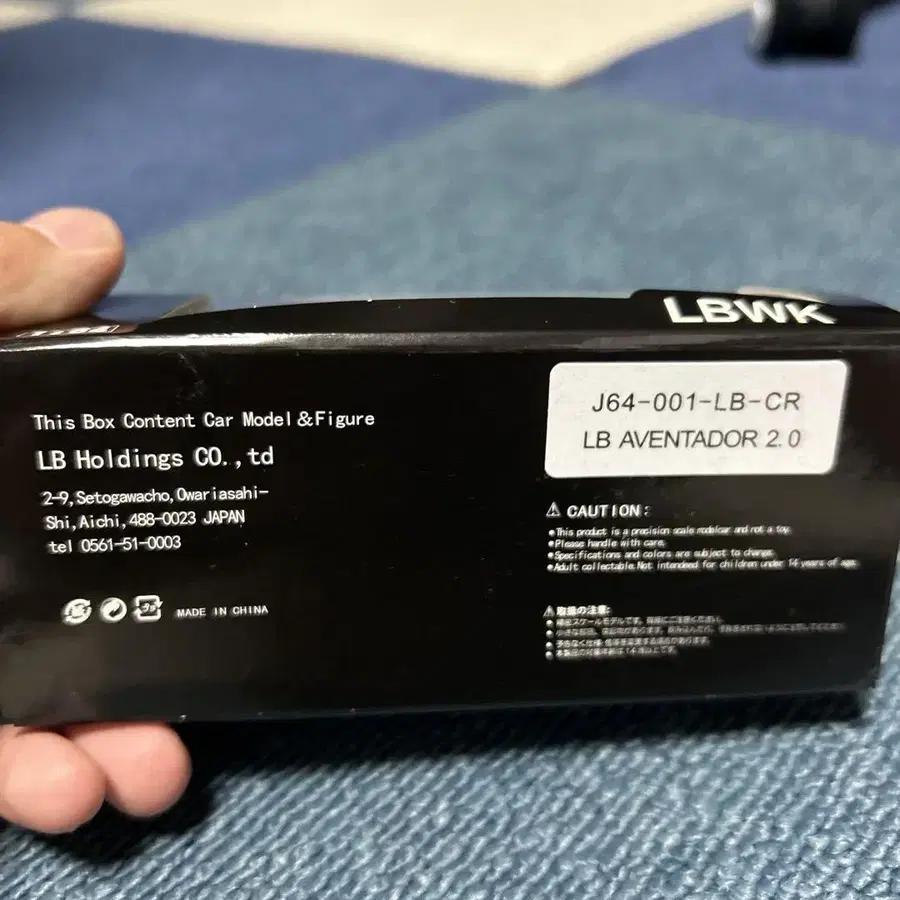 LBWK
This Box Content Car Model&Figure
LB Holdings CO.,td
2-9,Setogawacho,Owariasahi-
Shi,Aichi,488-0023 JAPAN
tel 0561-51-0003
MADE IN CHINA
J64-001-LB-CR
LB AVENTADOR 2.0
⚠ CAUTION:
●This product is a precision scale modelcar and not a toy.
●Please handle with care.
●Specifications and colors are subject to change.
●Adult collectable.Not intendeed for children under 14 years of age.
⚠取扱の注意: